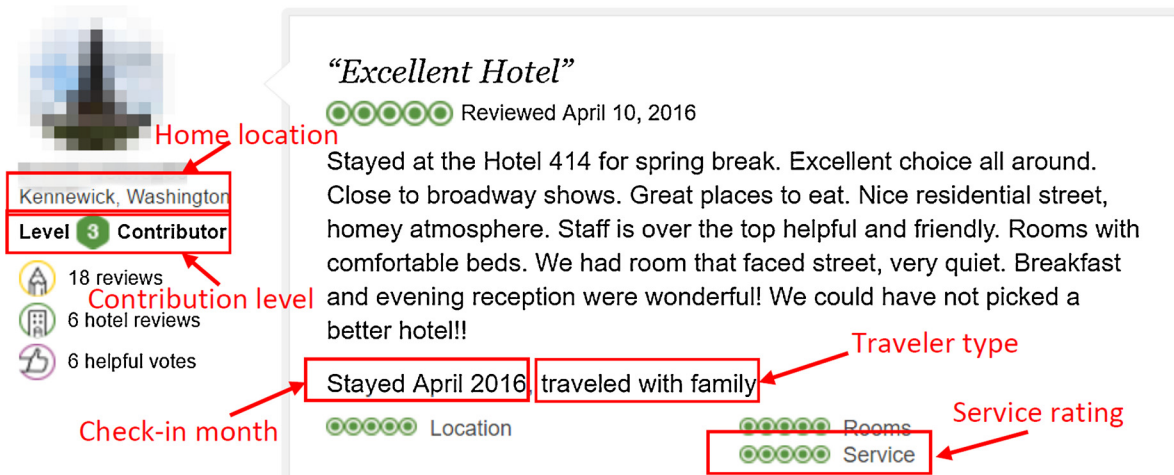 “Excellent Hotel”
Reviewed April 10, 2016
Home location
Stayed at the Hotel 414 for spring break. Excellent choice all around.
Kennewick, Washington
Close to broadway shows. Great places to eat. Nice residential street,
Level 3 Contributor
homey atmosphere. Staff is over the top helpful and friendly. Rooms with
comfortable beds. We had room that faced street, very quiet. Breakfast
18 reviews
Contribution level
and evening reception were wonderful! We could have not picked a
6 hotel reviews
better hotel!!
6 helpful votes
Traveler type
Stayed April 2016, traveled with family
Check-in month
Location
Rooms
Service rating
Service